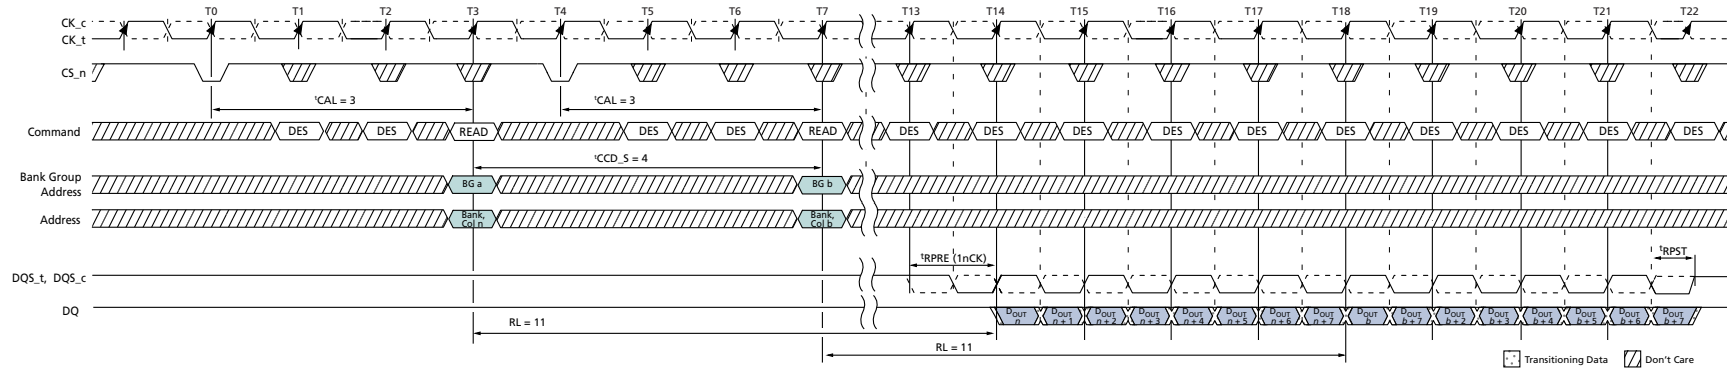 T0 T1 T2 T3 T4 T5 T6 T7 T13 T14 T15 T16 T17 T18 T19 T20 T21 T22
CK_c
CK_t
CS_n
tCAL = 3 tCAL = 3
Command DES DES READ DES DES READ DES DES DES DES DES DES DES DES DES DES
tCCD_S = 4
Bank Group
Address BG a BG b
Address Bank, Col n Bank, Col b
tRPRE (1nCK) tRPST
DQS_t, DQS_c
DQ DOUT n DOUT n + 1 DOUT n + 2 DOUT n + 3 DOUT n + 4 DOUT n + 5 DOUT n + 6 DOUT n + 7 DOUT b DOUT b + 7 DOUT b + 2 DOUT b + 3 DOUT b + 4 DOUT b + 5 DOUT b + 6 DOUT b + 7
RL = 11
RL = 11
Transitioning Data Don't Care